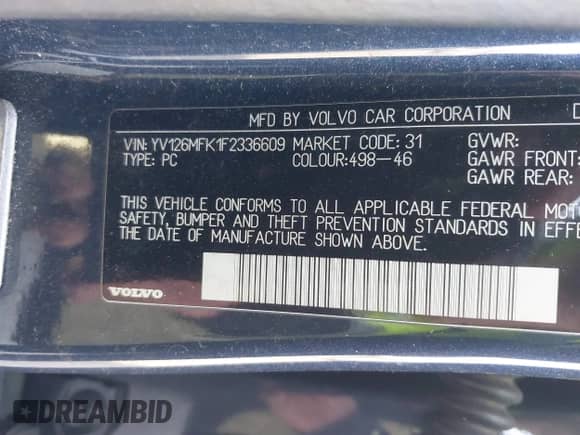 MFD BY VOLVO CAR CORPORATION
VIN: YV126MFK1F2336609 MARKET CODE: 31 GVWR:
TYPE: PC COLOUR:498-46 GAWR FRONT:
GAWR REAR:
THIS VEHICLE CONFORMS TO ALL APPLICABLE FEDERAL MOT
SAFETY, BUMPER AND THEFT PREVENTION STANDARDS IN EFFE
THE DATE OF MANUFACTURE SHOWN ABOVE.
VOLVO
DREAMBID